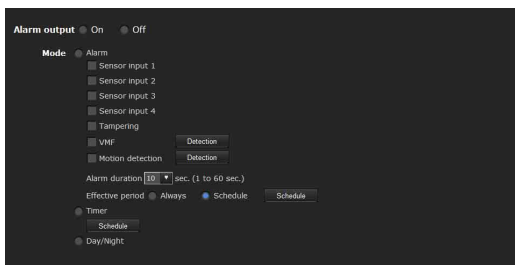 Alarm output On Off
Mode Alarm
Sensor input 1
Sensor input 2
Sensor input 3
Sensor input 4
Tampering
VMF Detection
Motion detection Detection
Alarm duration 10 sec. (1 to 60 sec.)
Effective period Always Schedule Schedule
Timer
Schedule
Day/Night